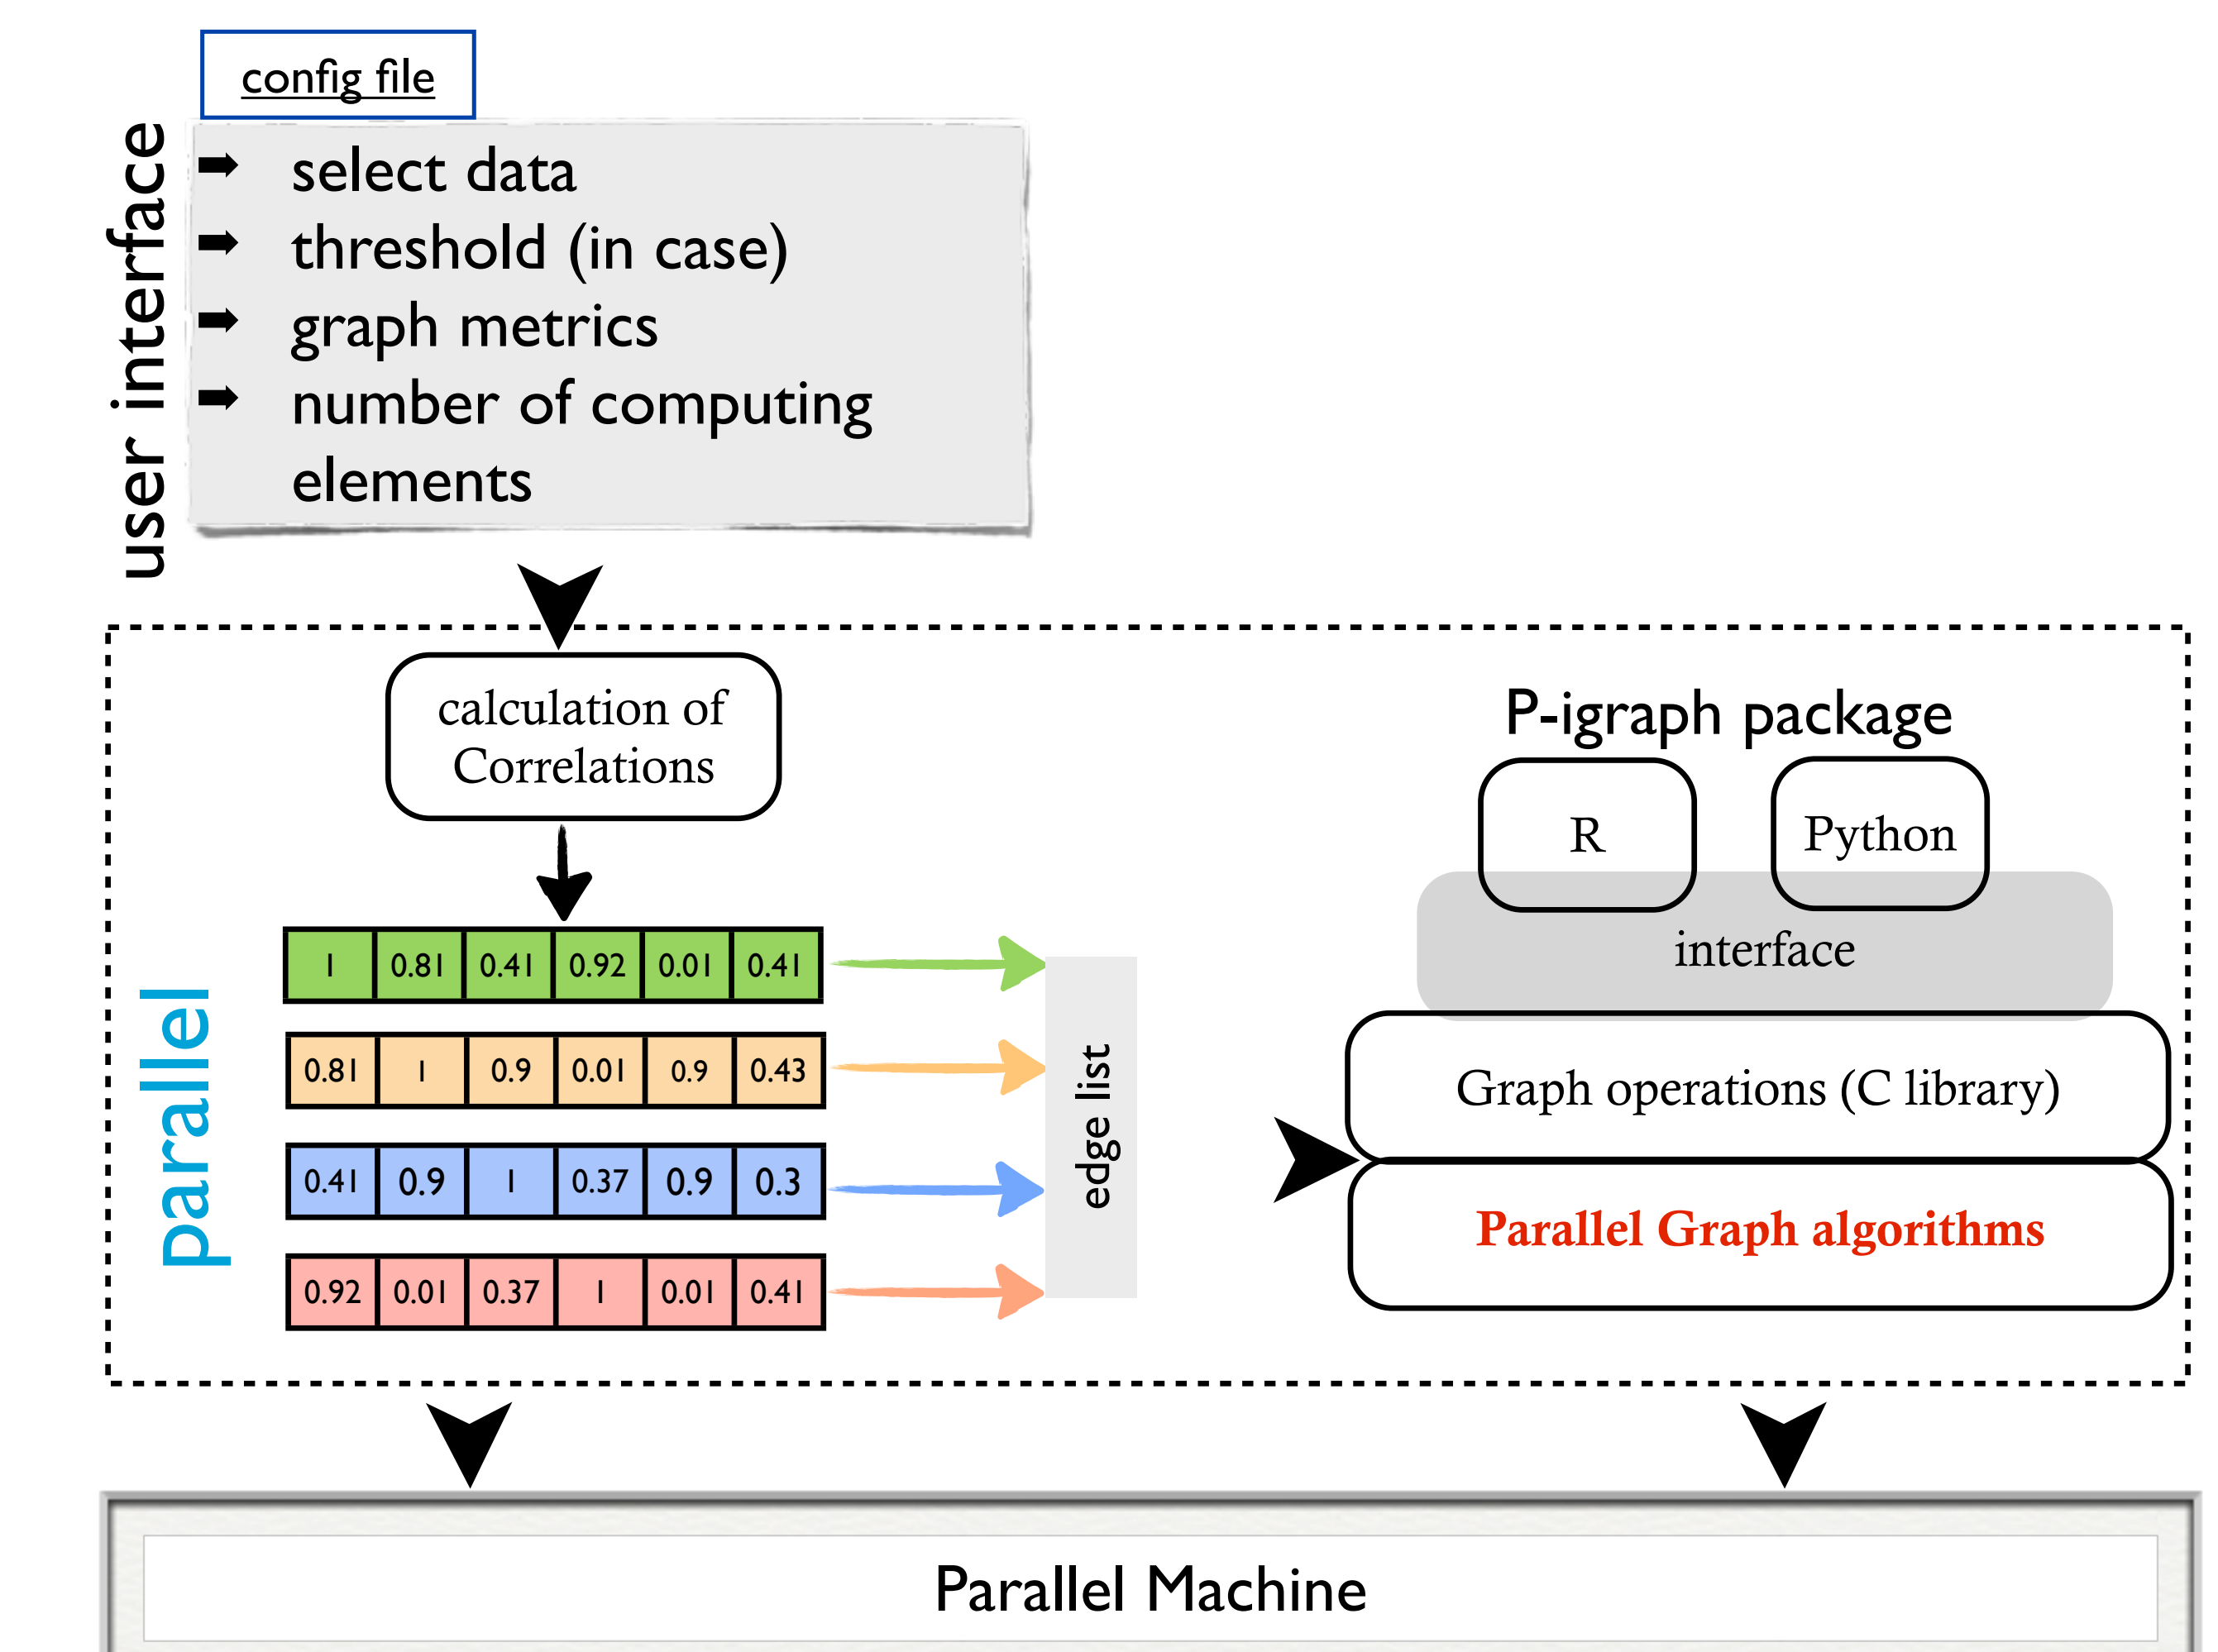 config file
user interface
select data
threshold (in case)
graph metrics
number of computing
elements
calculation of
Correlations
parallel
1 0.81 0.41 0.92 0.01 0.41
0.81 1 0.9 0.01 0.9 0.43
0.41 0.9 1 0.37 0.9 0.3
0.92 0.01 0.37 1 0.01 0.41
edge list
P-igraph package
R
Python
interface
Graph operations (C library)
Parallel Graph algorithms
Parallel Machine